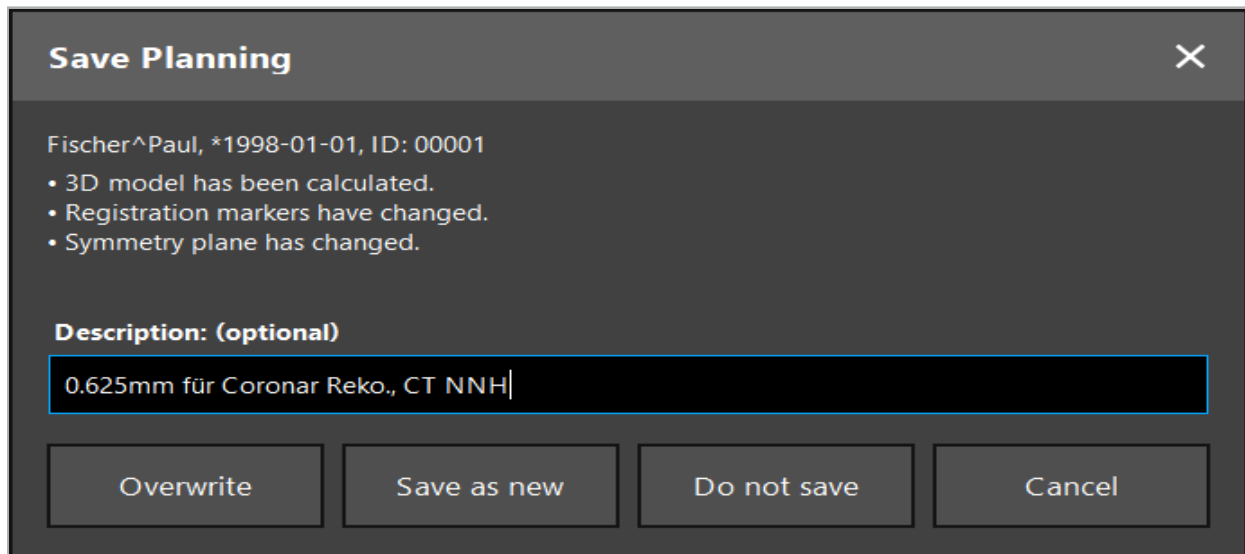 Save Planning
Fischer^Paul, *1998-01-01, ID: 00001
• 3D model has been calculated.
• Registration markers have changed.
• Symmetry plane has changed.
Description: (optional)
0.625mm für Coronar Reko., CT NNH
Overwrite Save as new Do not save Cancel